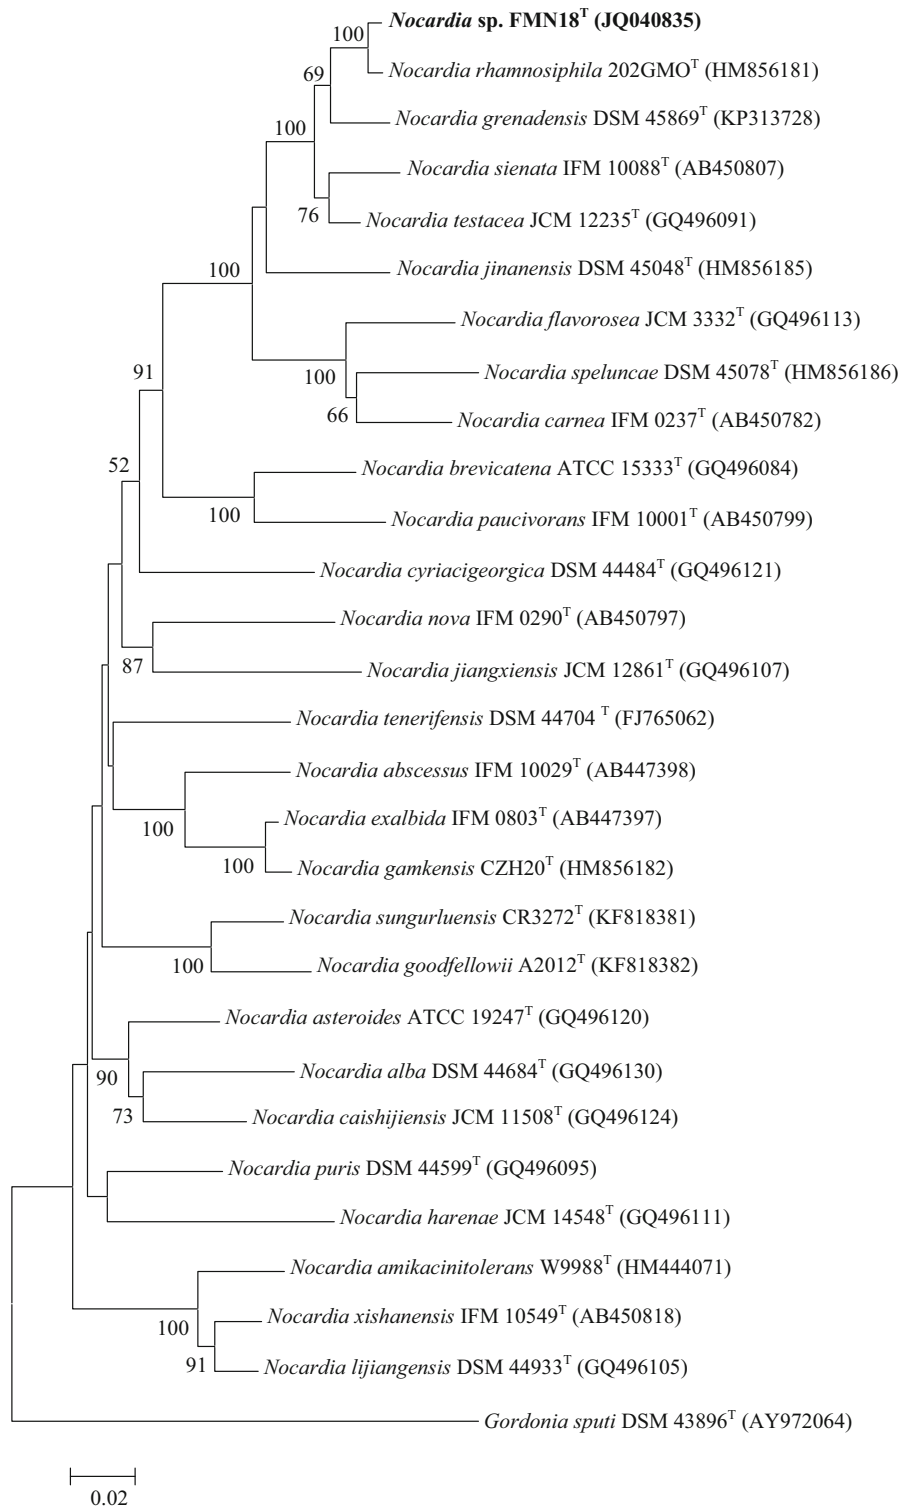 Nocardia sp. FMN18ᵀ (JQ040835)
100
Nocardia rhamnosiphila 202GMOᵀ (HM856181)
69
Nocardia grenadensis DSM 45869ᵀ (KP313728)
100
Nocardia sienata IFM 10088ᵀ (AB450807)
76
Nocardia testacea JCM 12235ᵀ (GQ496091)
100
Nocardia jinanensis DSM 45048ᵀ (HM856185)
Nocardia flavorosea JCM 3332ᵀ (GQ496113)
91
100
Nocardia speluncae DSM 45078ᵀ (HM856186)
66
Nocardia carnea IFM 0237ᵀ (AB450782)
52
Nocardia brevicatena ATCC 15333ᵀ (GQ496084)
100
Nocardia paucivorans IFM 10001ᵀ (AB450799)
Nocardia cyriacigeorgica DSM 44484ᵀ (GQ496121)
Nocardia nova IFM 0290ᵀ (AB450797)
87
Nocardia jiangxiensis JCM 12861ᵀ (GQ496107)
Nocardia tenerifensis DSM 44704 ᵀ (FJ765062)
Nocardia abscessus IFM 10029ᵀ (AB447398)
100
Nocardia exalbida IFM 0803ᵀ (AB447397)
100
Nocardia gamkensis CZH20ᵀ (HM856182)
Nocardia sungurluensis CR3272ᵀ (KF818381)
100
Nocardia goodfellowii A2012ᵀ (KF818382)
Nocardia asteroides ATCC 19247ᵀ (GQ496120)
90
Nocardia alba DSM 44684ᵀ (GQ496130)
73
Nocardia caishijiensis JCM 11508ᵀ (GQ496124)
Nocardia puris DSM 44599ᵀ (GQ496095)
Nocardia harenae JCM 14548ᵀ (GQ496111)
Nocardia amikacinitolerans W9988ᵀ (HM444071)
100
Nocardia xishanensis IFM 10549ᵀ (AB450818)
91
Nocardia lijiangensis DSM 44933ᵀ (GQ496105)
Gordonia sputi DSM 43896ᵀ (AY972064)
0.02